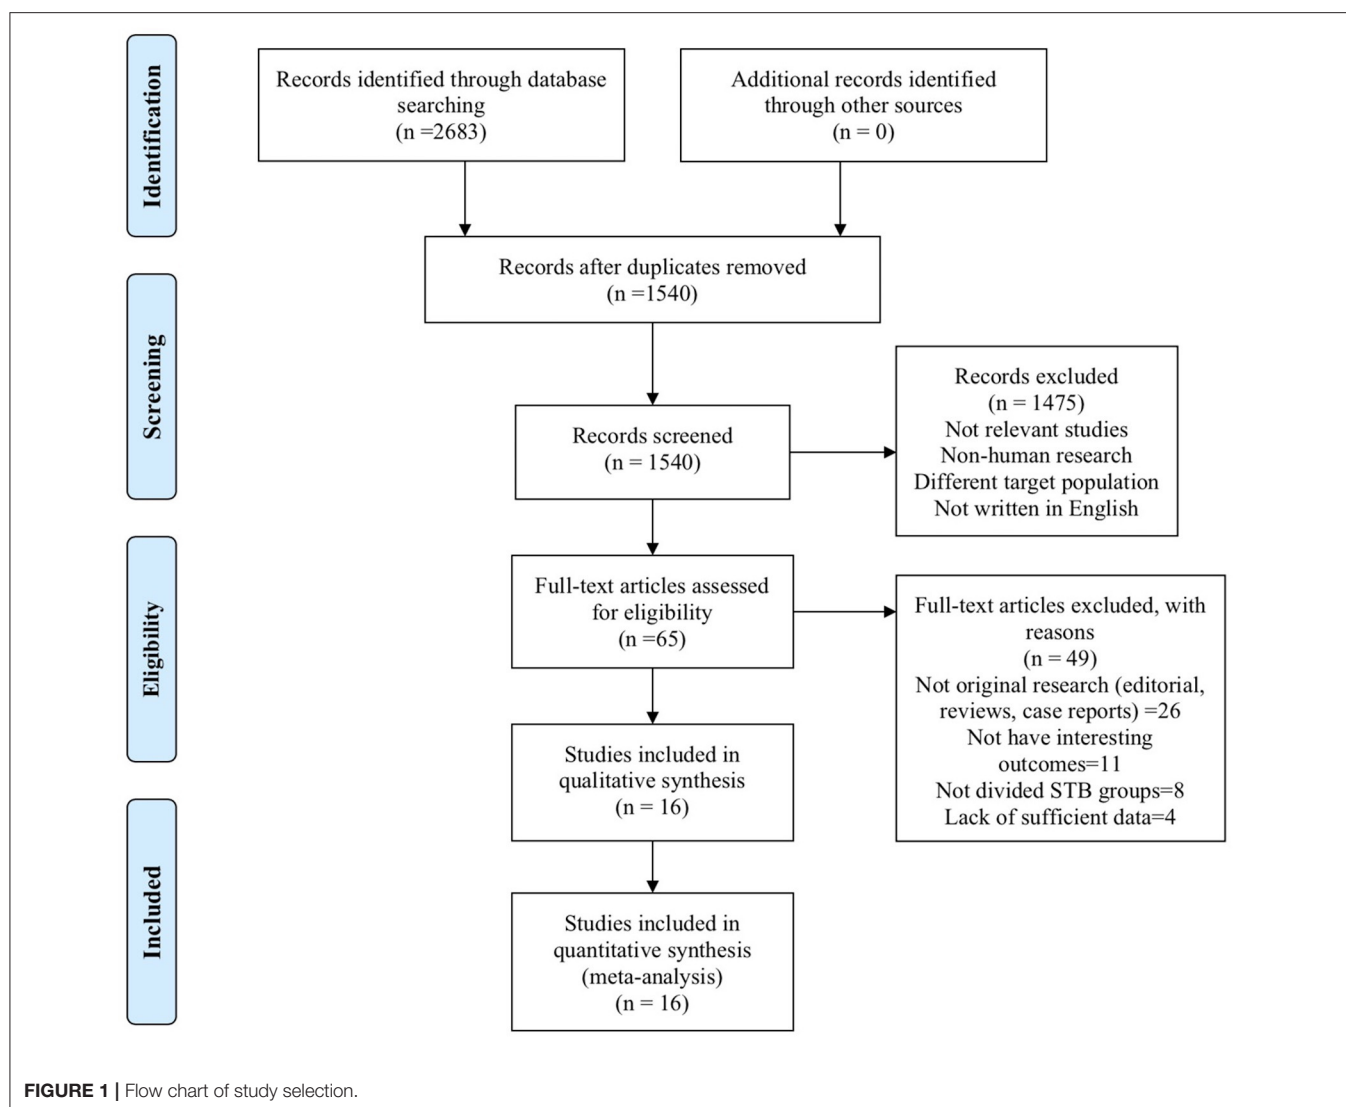 Identification
Records identified through database
searching
(n =2683)
Additional records identified
through other sources
(n = 0)
Records after duplicates removed
(n =1540)
Screening
Records screened
(n = 1540)
Records excluded
(n = 1475)
Not relevant studies
Non-human research
Different target population
Not written in English
Eligibility
Full-text articles assessed
for eligibility
(n =65)
Full-text articles excluded, with
reasons
(n = 49)
Not original research (editorial,
reviews, case reports) =26
Not have interesting
outcomes=11
Not divided STB groups=8
Lack of sufficient data=4
Studies included in
qualitative synthesis
(n = 16)
Included
Studies included in
quantitative synthesis
(meta-analysis)
(n = 16)
FIGURE 1 | Flow chart of study selection.